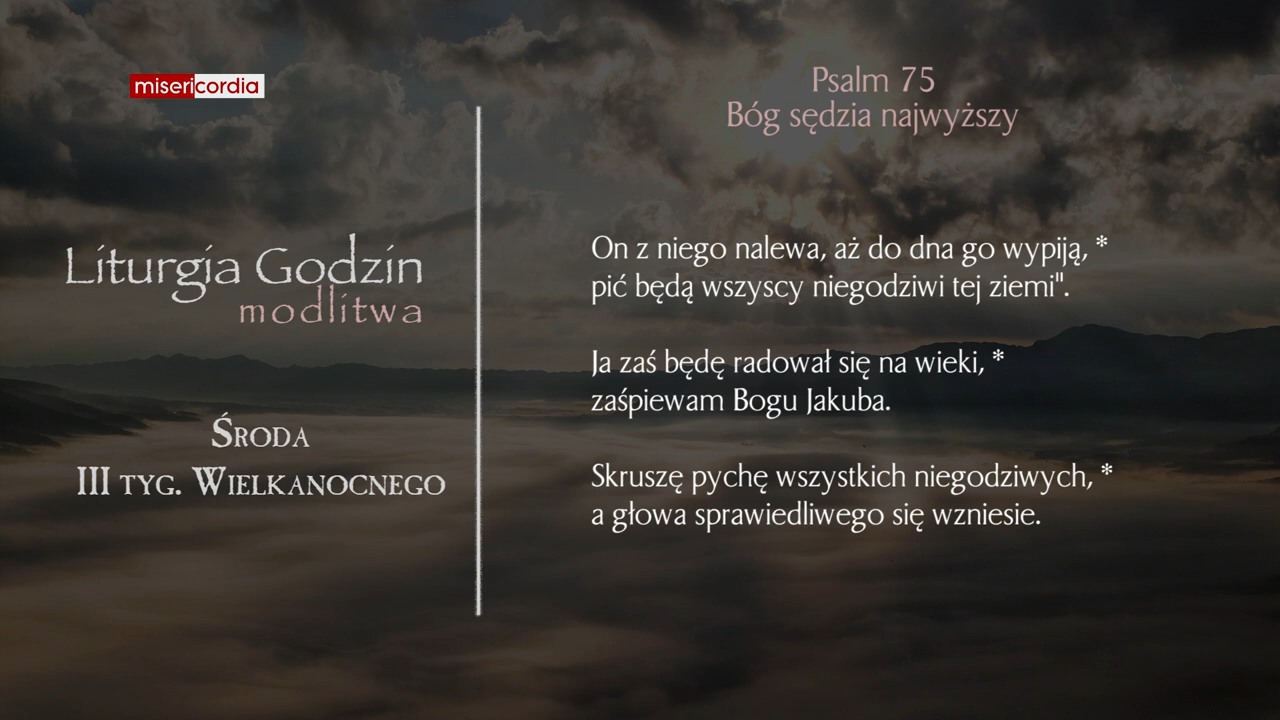 misericordia
Liturgia Godzin
modlitwa
Środa
III tyg. Wielkanocnego
Psalm 75
Bóg sędzia najwyższy
On z niego nalewa, aż do dna go wypiją, *
pić będą wszyscy niegodziwi tej ziemi".
Ja zaś będę radował się na wieki, *
zaśpiewam Bogu Jakuba.
Skruszę pychę wszystkich niegodziwych, *
a głowa sprawiedliwego się wzniesie.